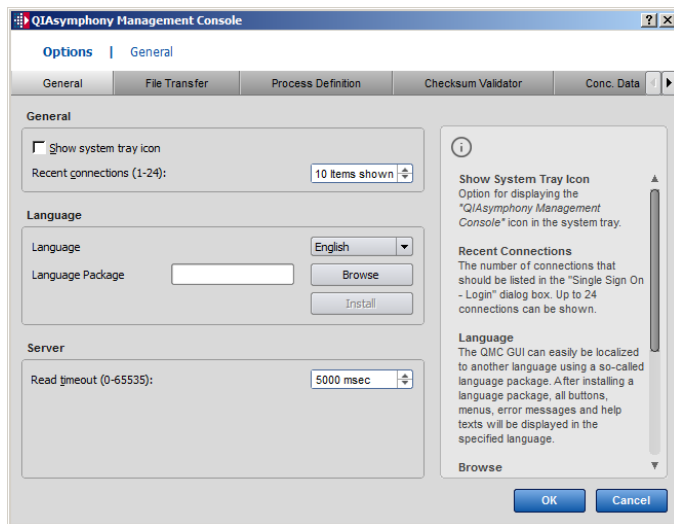 QIAsymphony Management Console
Options | General
General
File Transfer
Process Definition
Checksum Validator
Conc. Data
General
Show system tray icon
Recent connections (1-24):
10 Items shown
Language
Language
English
Language Package
Browse
Install
Server
Read timeout (0-65535):
5000 msec
Show System Tray Icon
Option for displaying the
"QIAsymphony Management
Console" icon in the system tray.
Recent Connections
The number of connections that
should be listed in the "Single Sign On
- Login" dialog box. Up to 24
connections can be shown.
Language
The QMC GUI can easily be localized
to another language using a so-called
language package. After installing a
language package, all buttons,
menus, error messages and help
texts will be displayed in the
specified language.
Browse
OK
Cancel